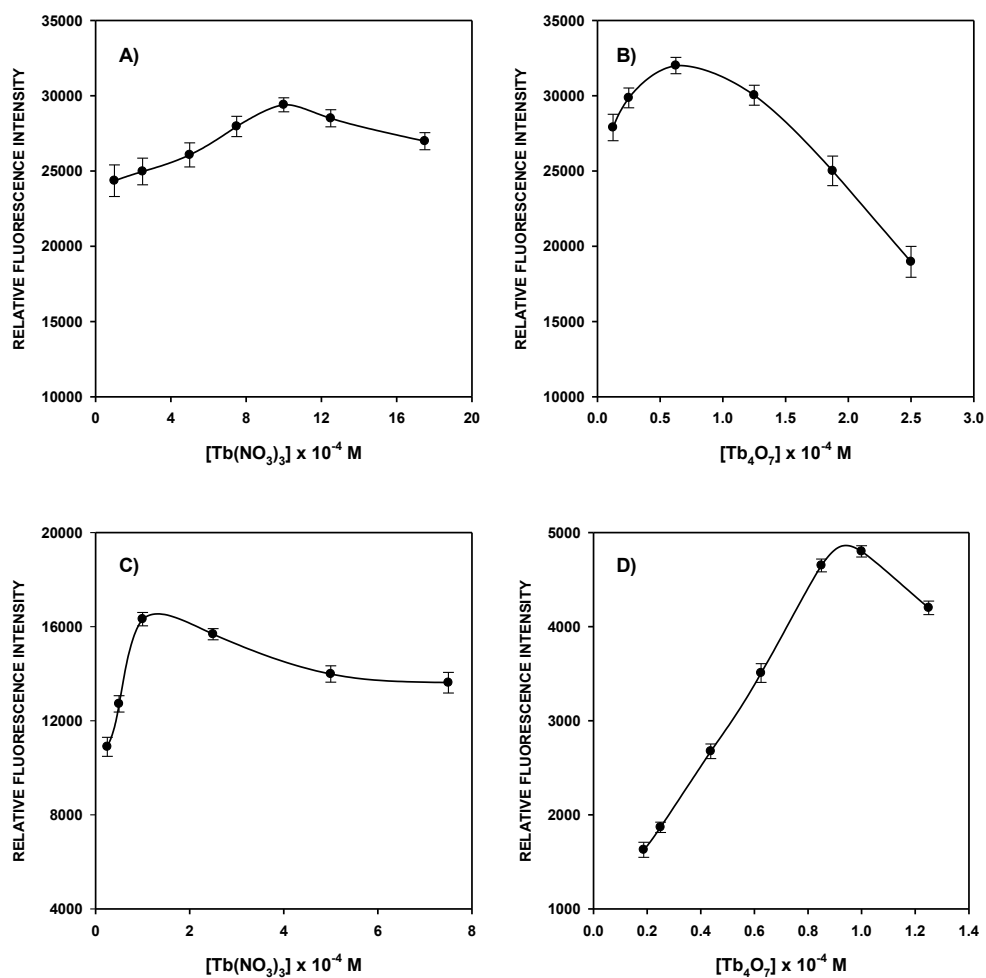 A)
RELATIVE FLUORESCENCE INTENSITY
35000
30000
25000
20000
15000
10000
0 4 8 12 16 20
[Tb(NO₃)₃] x 10⁻⁴ M
B)
RELATIVE FLUORESCENCE INTENSITY
35000
30000
25000
20000
15000
10000
0.0 0.5 1.0 1.5 2.0 2.5 3.0
[Tb₄O₇] x 10⁻⁴ M
C)
RELATIVE FLUORESCENCE INTENSITY
20000
16000
12000
8000
4000
0 2 4 6 8
[Tb(NO₃)₃] x 10⁻⁴ M
D)
RELATIVE FLUORESCENCE INTENSITY
5000
4000
3000
2000
1000
0.0 0.2 0.4 0.6 0.8 1.0 1.2 1.4
[Tb₄O₇] x 10⁻⁴ M